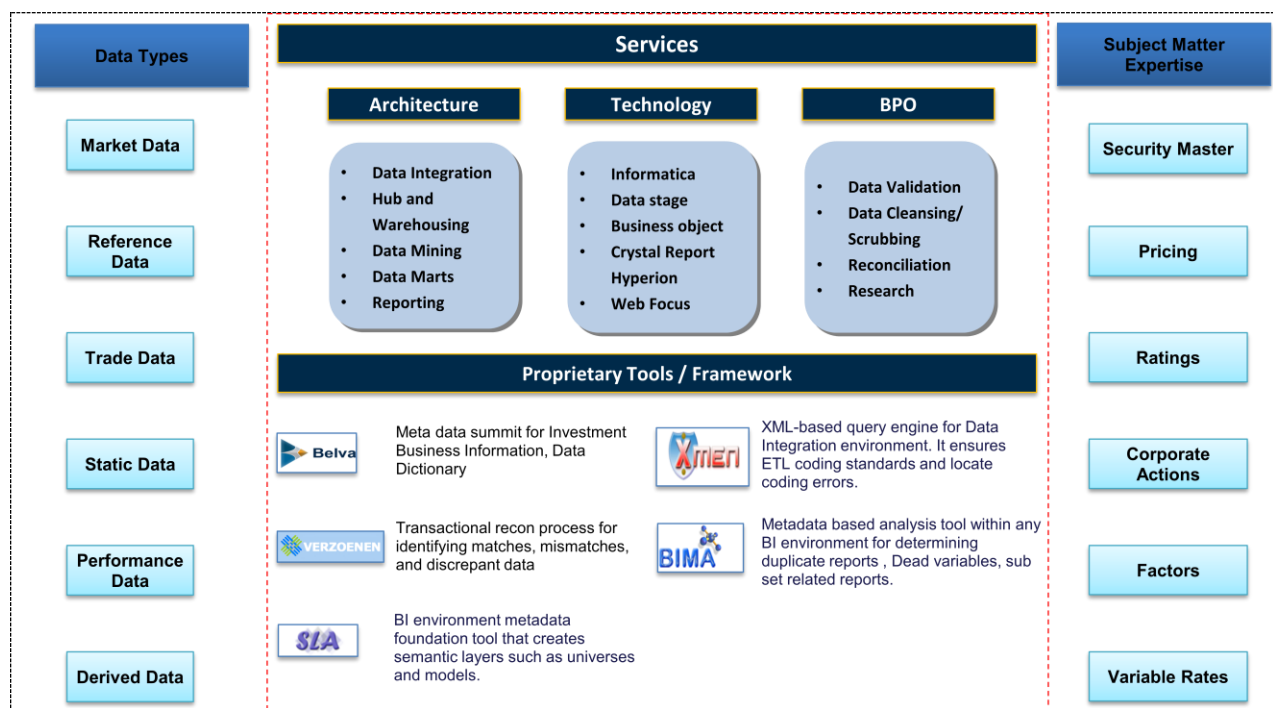 Data Types
Market Data
Reference
Data
Trade Data
Static Data
Performance
Data
Derived Data
Services
Architecture
• Data Integration
• Hub and
Warehousing
• Data Mining
• Data Marts
• Reporting
Technology
• Informatica
• Data stage
• Business object
• Crystal Report
Hyperion
• Web Focus
BPO
• Data Validation
• Data Cleansing/
Scrubbing
• Reconciliation
• Research
Proprietary Tools / Framework
Belva
Meta data summit for Investment
Business Information, Data
Dictionary
Xmen
XML-based query engine for Data
Integration environment. It ensures
ETL coding standards and locate
coding errors.
VERZOENEN
Transactional recon process for
identifying matches, mismatches,
and discrepant data
BIMA
Metadata based analysis tool within any
BI environment for determining
duplicate reports , Dead variables, sub
set related reports.
SLA
BI environment metadata
foundation tool that creates
semantic layers such as universes
and models.
Subject Matter
Expertise
Security Master
Pricing
Ratings
Corporate
Actions
Factors
Variable Rates